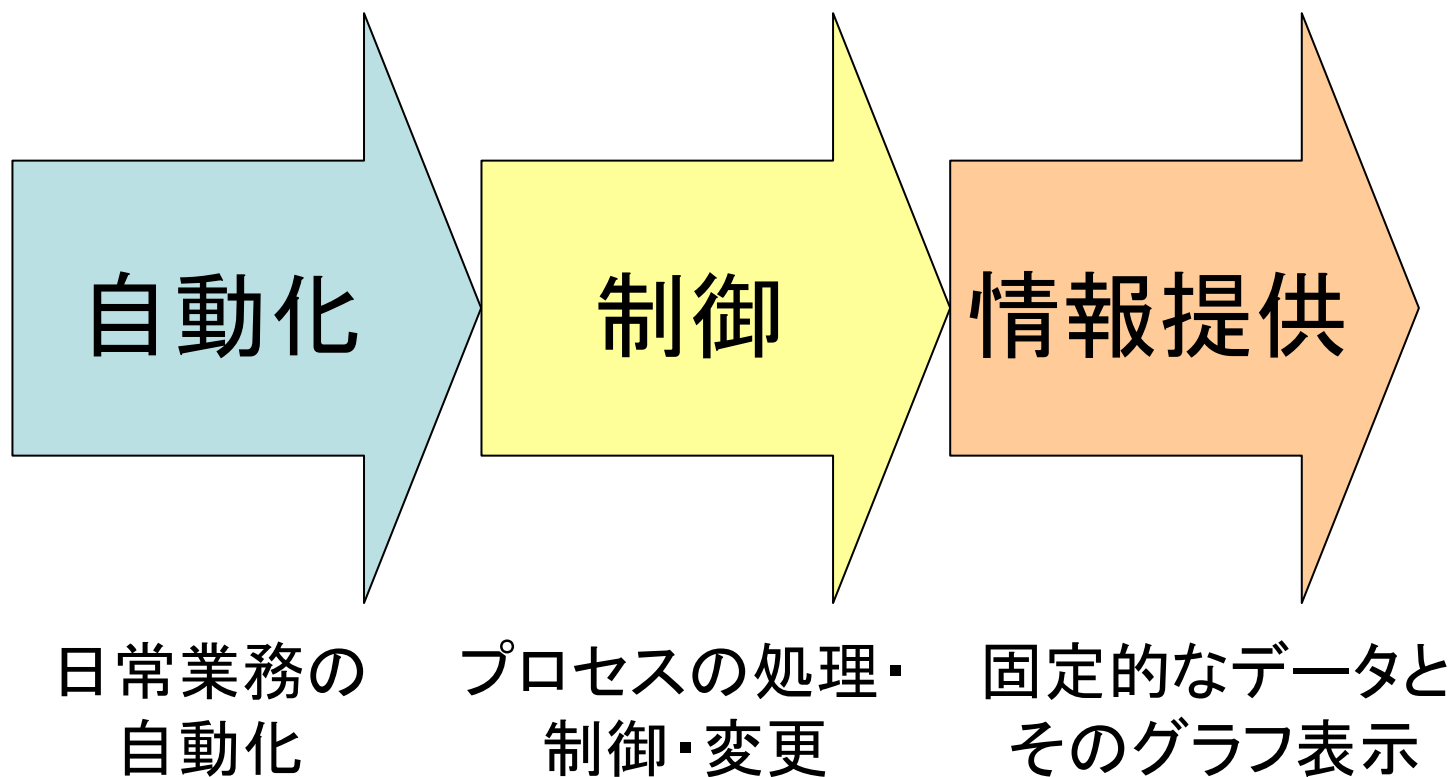 自動化
制御
情報提供
日常業務の
自動化
プロセスの処理・
制御・変更
固定的なデータと
そのグラフ表示